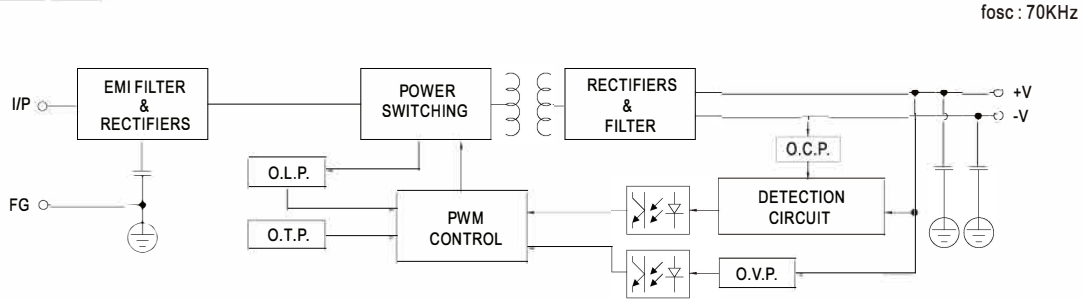 fosc : 70KHz
I/P
EMI FILTER
&
RECTIFIERS
POWER
SWITCHING
RECTIFIERS
&
FILTER
+V
-V
O.C.P.
O.L.P.
DETECTION
CIRCUIT
FG
PWM
CONTROL
O.T.P.
O.V.P.